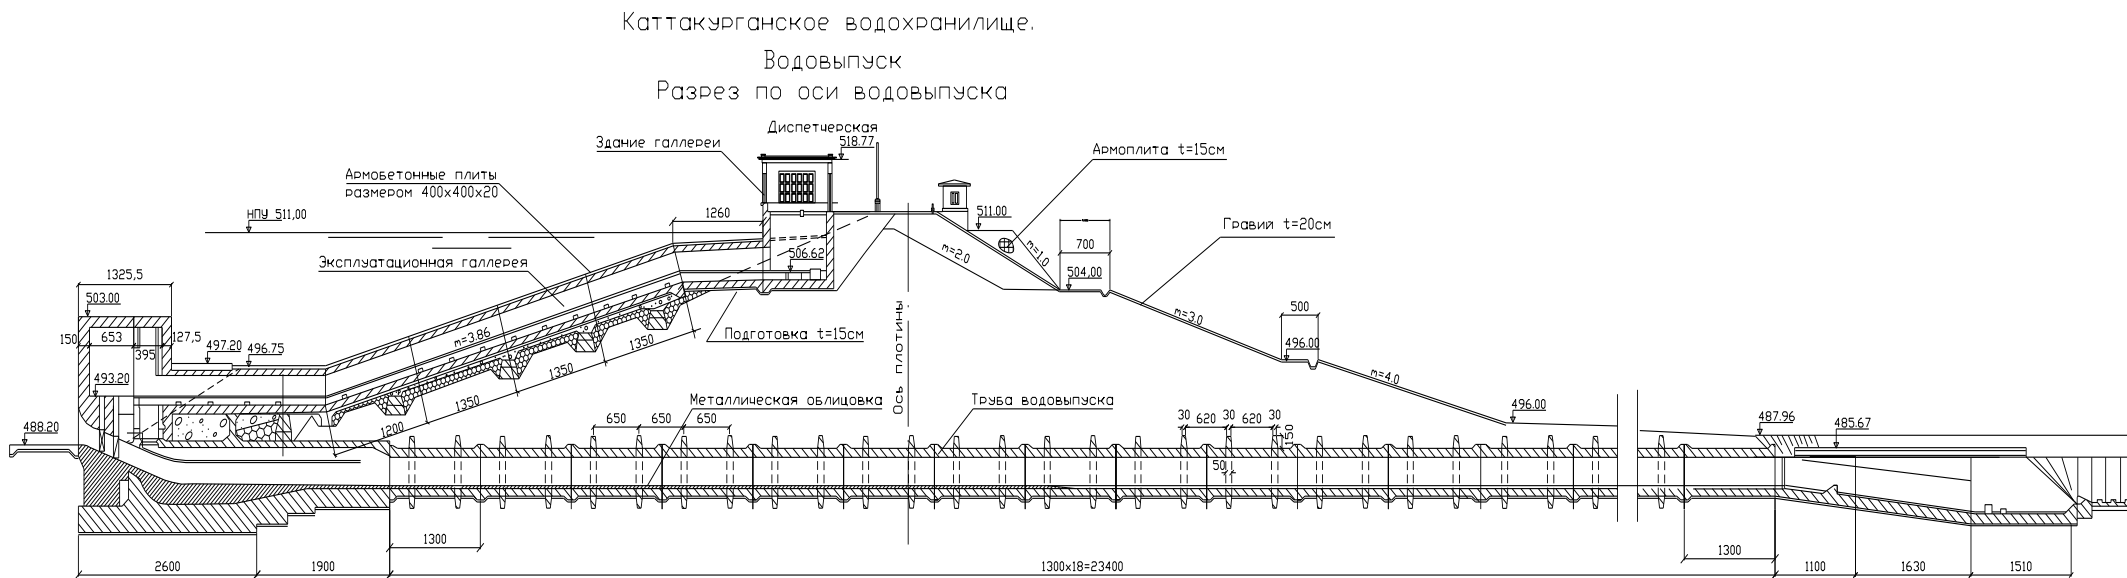 Каттакурганское водохранилище.
Водовыпуск
Разрез по оси водовыпуска
Диспетчерская
518.77
Здание галлереи
Армоплита t=15см
Армобетонные плиты
размером 400х400х20
НПУ 511,00
1260
511.00
Гравий t=20см
m=1.0
m=2.0
700
506.62
Эксплуатационная галлерея
504,00
1325,5
503.00
500
150
653
395
127,5
497.20
496.75
m=3.86
Подготовка t=15см
1350
Ось плотины
m=3.0
496.00
1350
m=4.0
493.20
1350
Металлическая облицовка
Труба водовыпуска
496.00
1200
650
650
650
30
620
30
620
30
150
487.96
485.67
488.20
50
1300
1300
2600
1900
1300х18=23400
1100
1630
1510